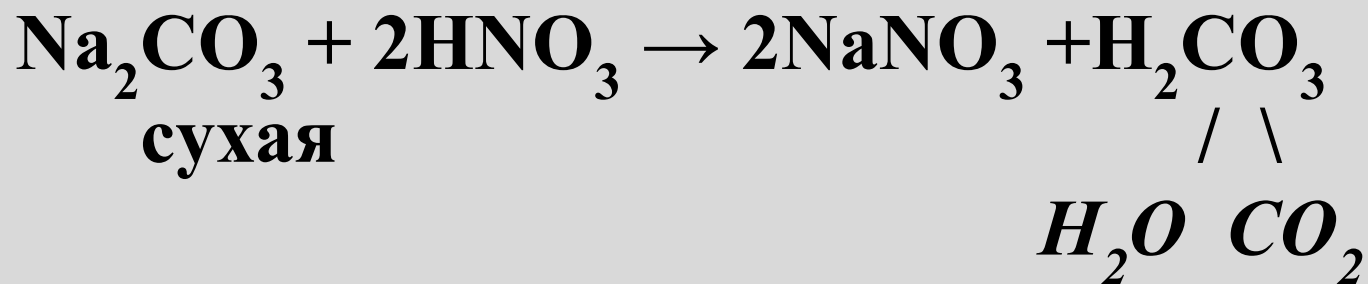 Na₂CO₃ + 2HNO₃ → 2NaNO₃ +H₂CO₃
сухая / \
H₂O CO₂